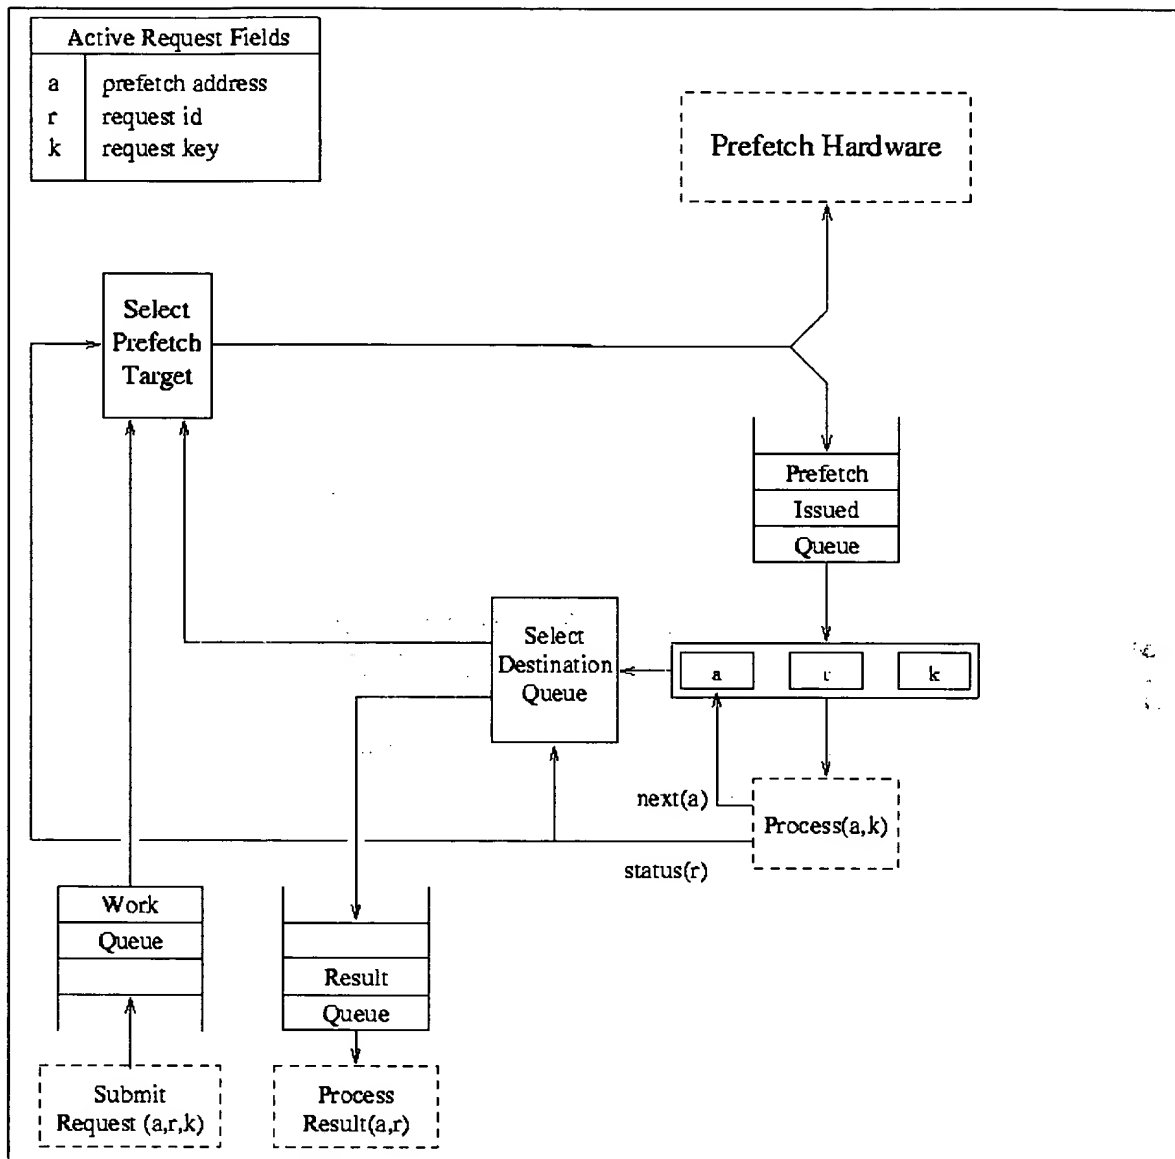 Active Request Fields
a prefetch address
r request id
k request key
Prefetch Hardware
Select
Prefetch
Target
Prefetch
Issued
Queue
Select
Destination
Queue
a r k
next(a)
Process(a,k)
status(r)
Work
Queue
Result
Queue
Submit
Request (a,r,k)
Process
Result(a,r)